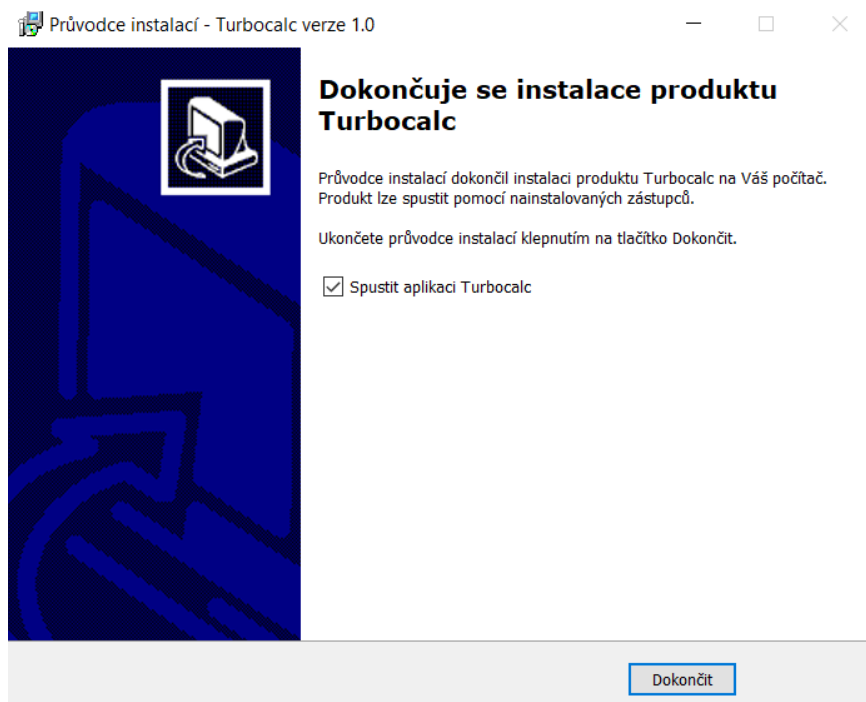 Průvodce instalací - Turbocalc verze 1.0
Dokončuje se instalace produktu
Turbocalc
Průvodce instalací dokončil instalaci produktu Turbocalc na Váš počítač.
Produkt lze spustit pomocí nainstalovaných zástupců.
Ukončete průvodce instalací klepnutím na tlačítko Dokončit.
Spustit aplikaci Turbocalc
Dokončit